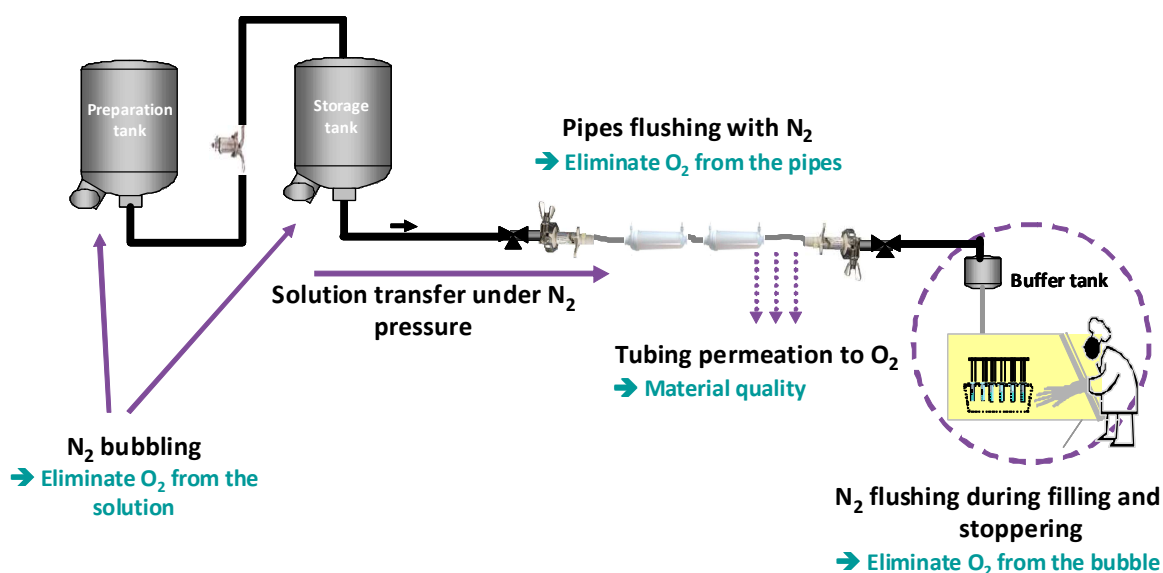 Preparation
tank
Storage
tank
Pipes flushing with N₂
➔ Eliminate O₂ from the pipes
Solution transfer under N₂
pressure
Buffer tank
Tubing permeation to O₂
➔ Material quality
N₂ bubbling
➔ Eliminate O₂ from the
solution
N₂ flushing during filling and
stoppering
➔ Eliminate O₂ from the bubble